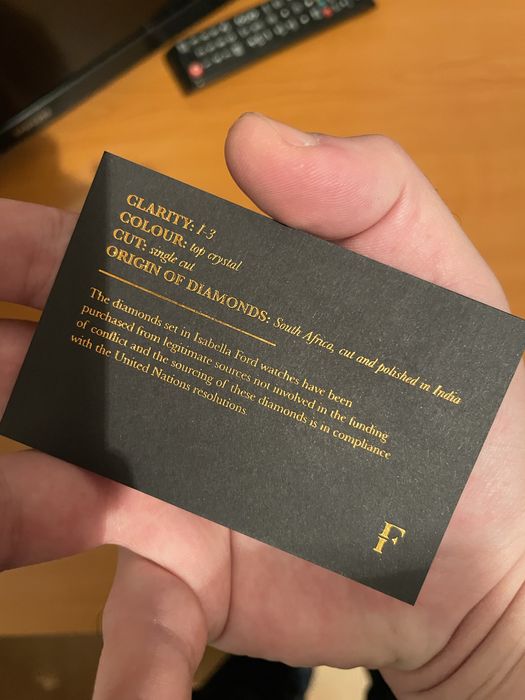 CLARITY: I-3
COLOUR: top crystal
CUT: single cut
ORIGIN OF DIAMONDS: South Africa, cut and polished in India
The diamonds set in Isabella Ford watches have been
purchased from legitimate sources not involved in the funding
of conflict and the sourcing of these diamonds is in compliance
with the United Nations resolutions.
F